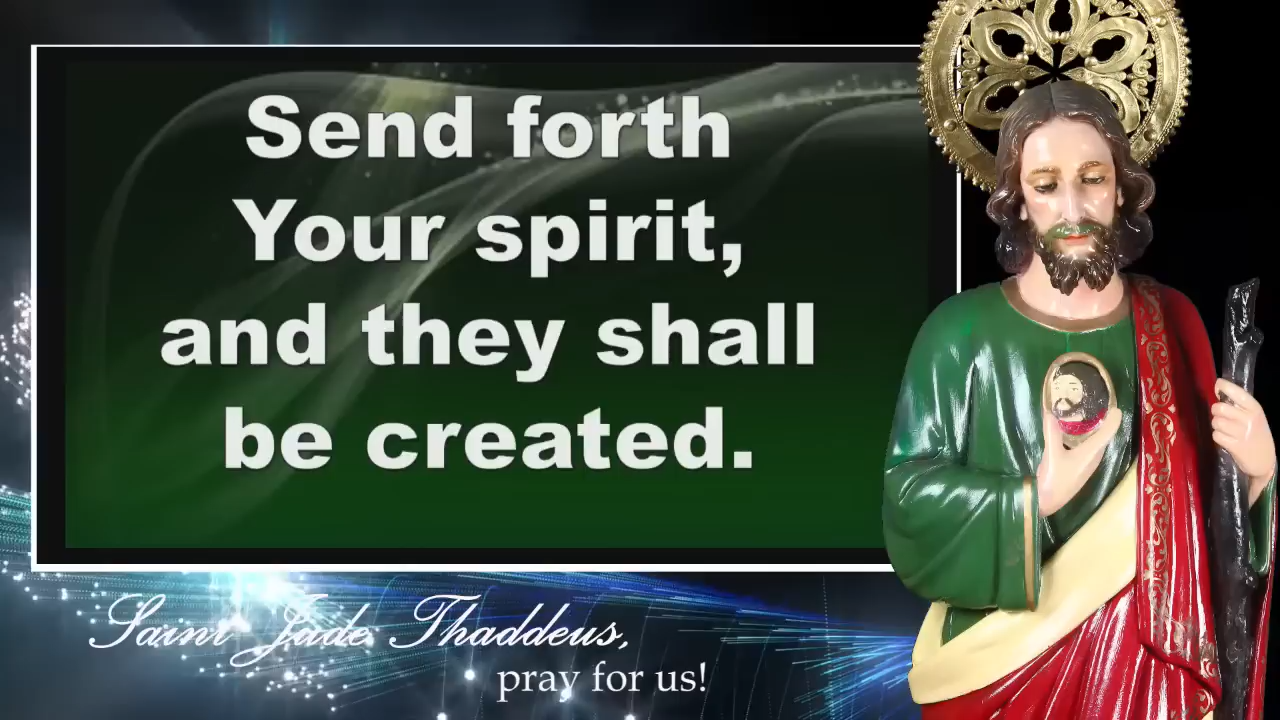 Send forth
Your spirit,
and they shall
be created.
Saint Jude Thaddeus,
pray for us!